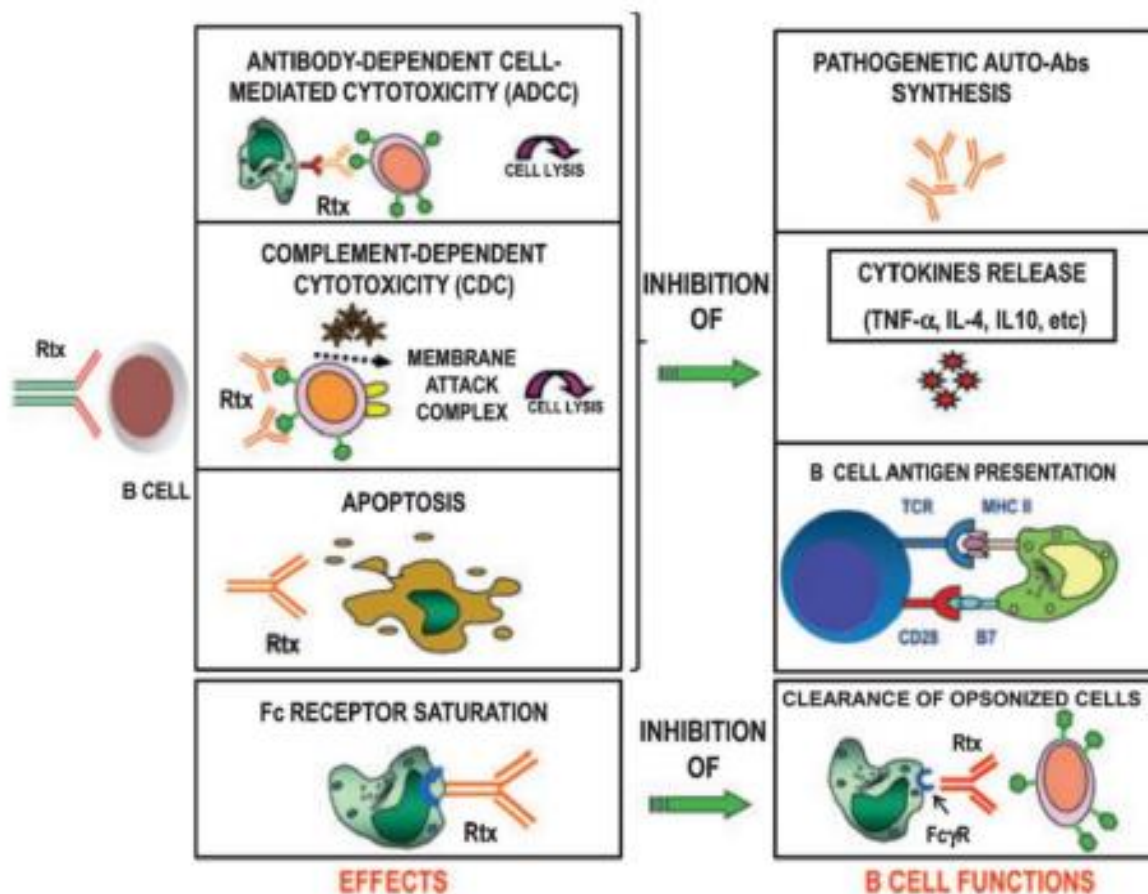 Rtx
B CELL
ANTIBODY-DEPENDENT CELL-
MEDIATED CYTOTOXICITY (ADCC)
Rtx
CELL LYSIS
COMPLEMENT-DEPENDENT
CYTOTOXICITY (CDC)
Rtx
MEMBRANE
ATTACK
COMPLEX
CELL LYSIS
APOPTOSIS
Rtx
INHIBITION
OF
PATHOGENETIC AUTO-Abs
SYNTHESIS
CYTOKINES RELEASE
(TNF-α, IL-4, IL10, etc)
B CELL ANTIGEN PRESENTATION
TCR
MHC II
CD28
B7
Fc RECEPTOR SATURATION
Rtx
INHIBITION
OF
CLEARANCE OF OPSONIZED CELLS
Rtx
FcγR
EFFECTS
B CELL FUNCTIONS